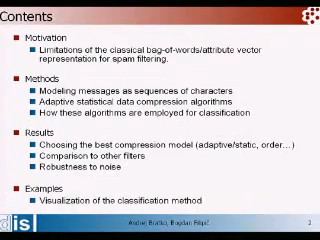 Contents
Motivation
Limitations of the classical bag-of-words/attribute vector
representation for spam filtering.
Methods
Modeling messages as sequences of characters
Adaptive statistical data compression algorithms
How these algorithms are employed for classification
Results
Choosing the best compression model (adaptive/static, order…)
Comparison to other filters
Robustness to noise
Examples
Visualization of the classification method
dis
Andrej Bratko, Bogdan Filipič
2